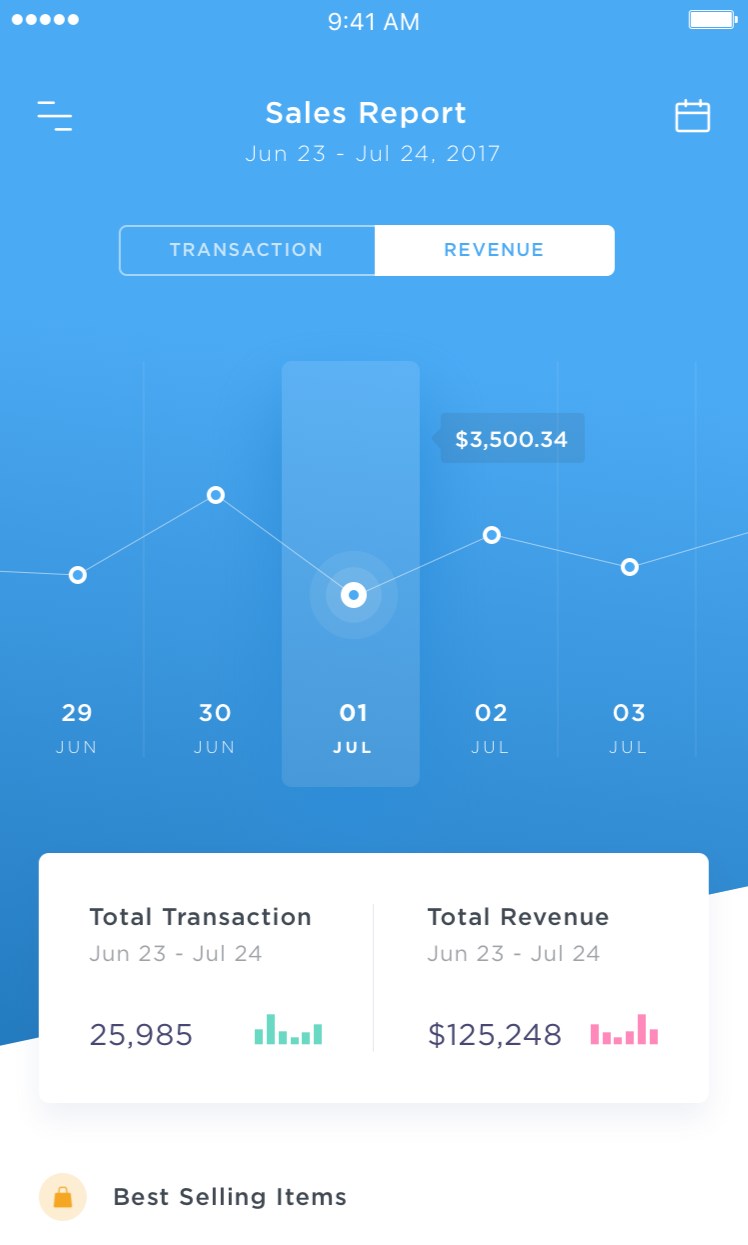 9:41 AM
Sales Report
Jun 23 - Jul 24, 2017
TRANSACTION REVENUE
$3,500.34
29 30 01 02 03
JUN JUN JUL JUL JUL
Total Transaction Total Revenue
Jun 23 - Jul 24 Jun 23 - Jul 24
25,985 $125,248
Best Selling Items